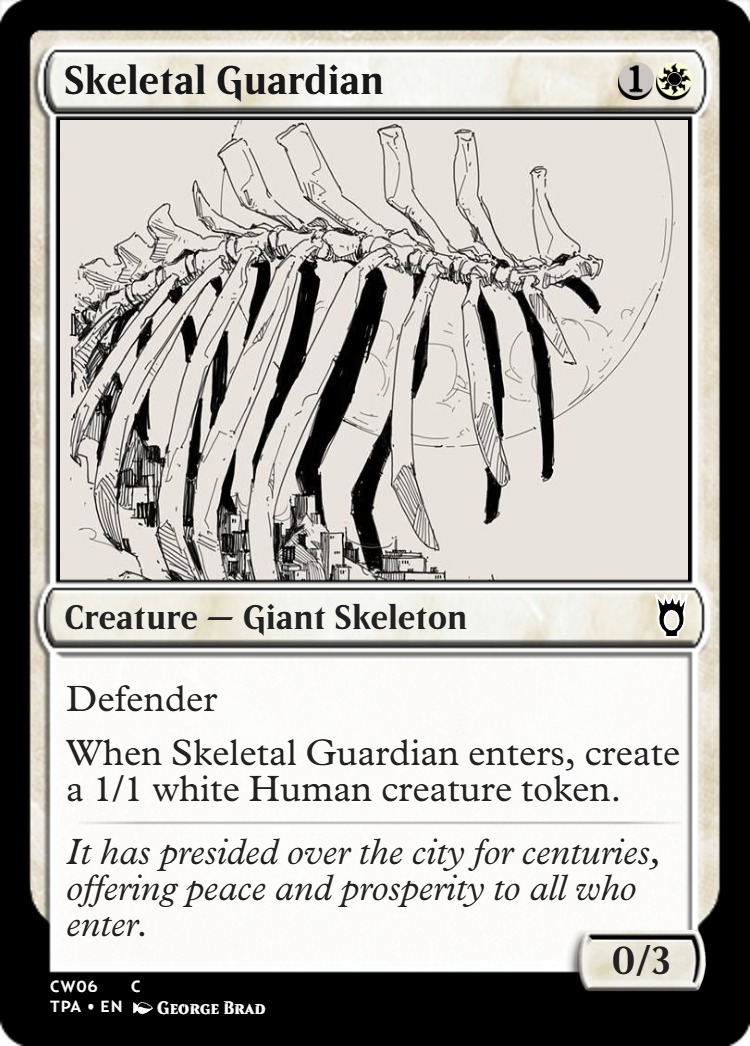 Skeletal Guardian 1
Creature — Giant Skeleton
Defender
When Skeletal Guardian enters, create
a 1/1 white Human creature token.
It has presided over the city for centuries,
offering peace and prosperity to all who
enter.
0/3
CW06 C
TPA • EN George Brad